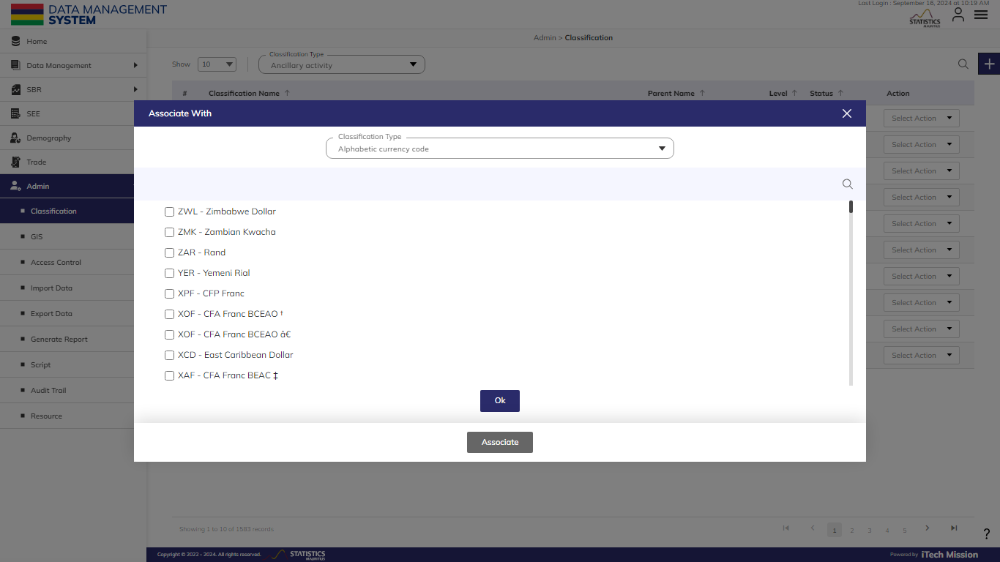 DATA MANAGEMENT
SYSTEM
Last Login : September 16, 2024 at 10:19 AM
STATISTICS
MAURITIUS
Home
Data Management
SBR
SEE
Demography
Trade
Admin
Classification
GIS
Access Control
Import Data
Export Data
Generate Report
Script
Audit Trail
Resource
Admin > Classification
Show 10
Classification Type
Ancillary activity
# Classification Name Parent Name Level Status Action
Select Action
Select Action
Select Action
Select Action
Select Action
Select Action
Select Action
Select Action
Select Action
Select Action
Associate With
Classification Type
Alphabetic currency code
ZWL - Zimbabwe Dollar
ZMK - Zambian Kwacha
ZAR - Rand
YER - Yemeni Rial
XPF - CFP Franc
XOF - CFA Franc BCEAO †
XOF - CFA Franc BCEAO â€
XCD - East Caribbean Dollar
XAF - CFA Franc BEAC ‡
Ok
Associate
Showing 1 to 10 of 1583 records
1 2 3 4 5
?
Copyright © 2022 - 2024. All rights reserved. STATISTICS
MAURITIUS
Powered by iTech Mission